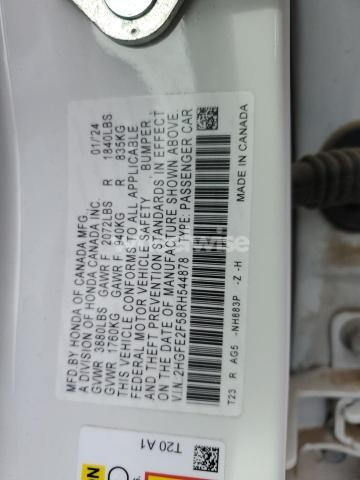 MFD.BY HONDA OF CANADA MFG. 01/24
A DIVISION OF HONDA CANADA INC.
GVWR 3880LBS GAWR F 2072LBS R 1840LBS
GVWR 1760KG GAWR F 940KG R 835KG
THIS VEHICLE CONFORMS TO ALL APPLICABLE
FEDERAL MOTOR VEHICLE SAFETY, BUMPER,
AND THEFT PREVENTION STANDARDS IN EFFECT
ON THE DATE OF MANUFACTURE SHOWN ABOVE.
V.I.N. 2HGFE2F58RH544878 TYPE: PASSENGER CAR
T23 R AG5 -NH883P -Z -H
MADE IN CANADA
T20 A1